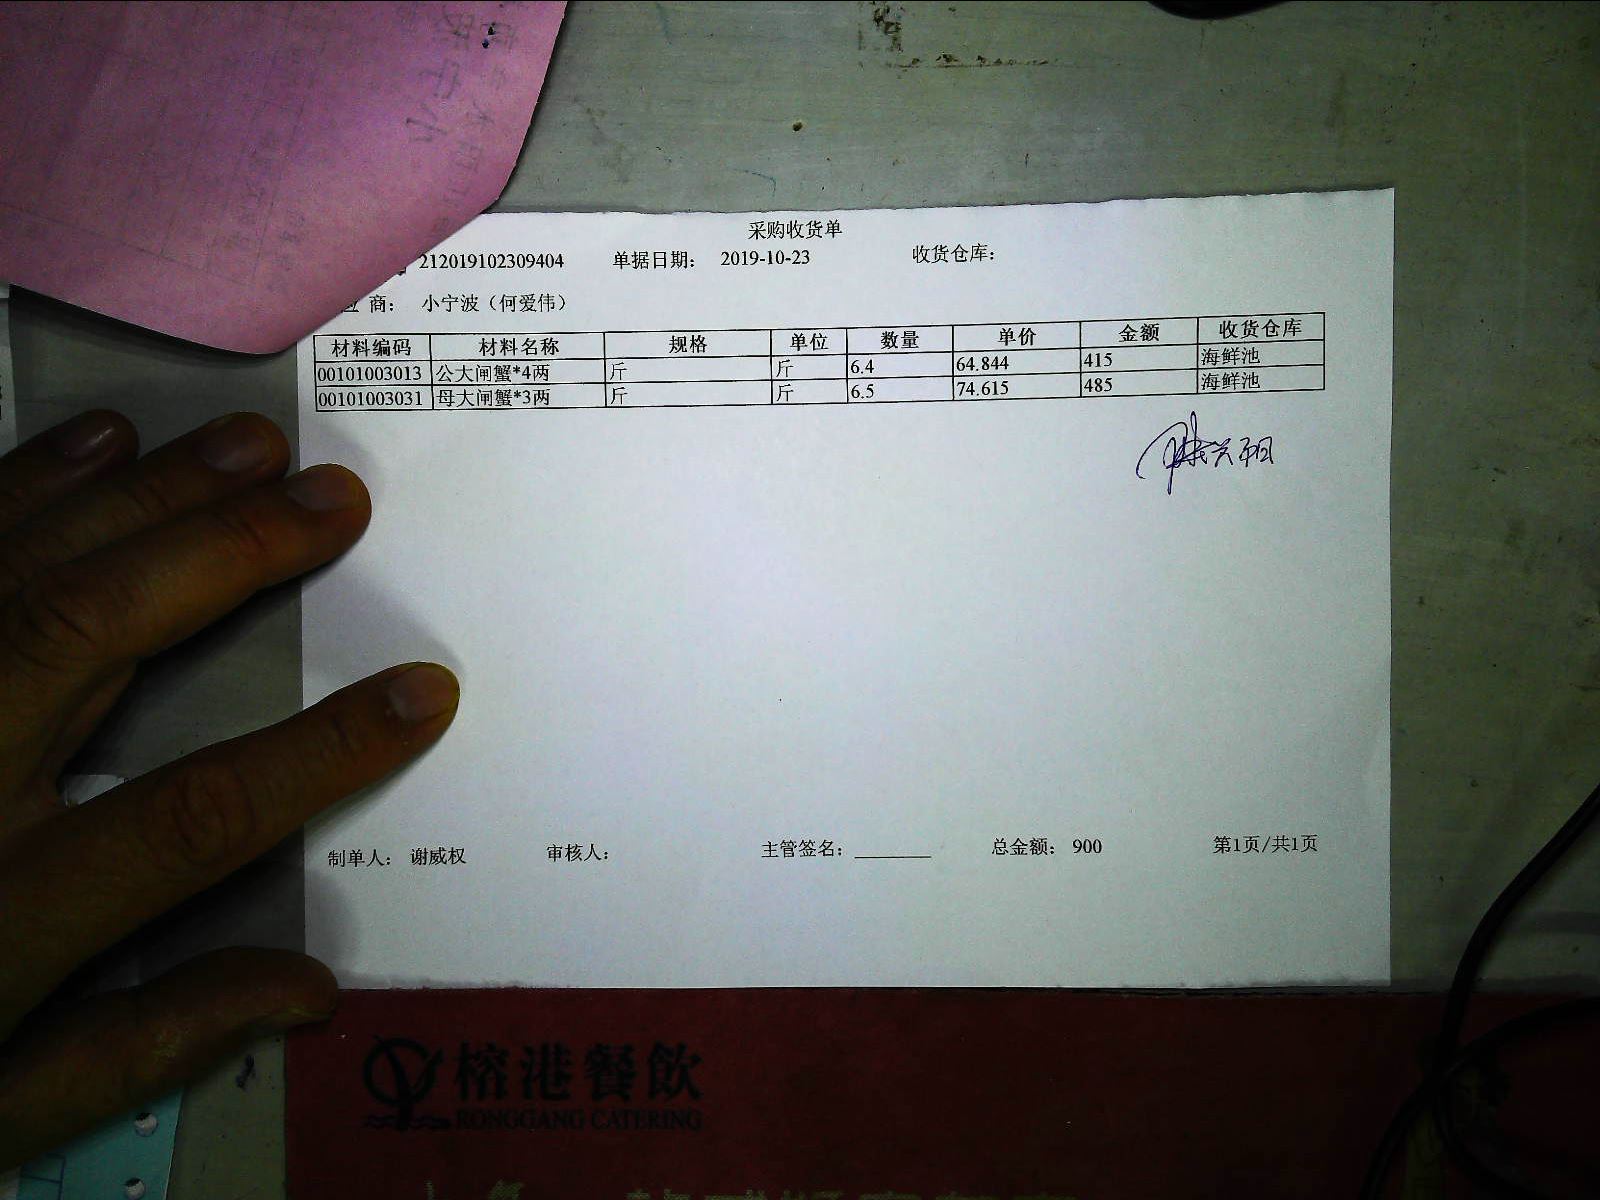 采购收货单
212019102309404 单据日期： 2019-10-23 收货仓库：
应 商： 小宁波（何爱伟）
材料编码 材料名称 规格 单位 数量 单价 金额 收货仓库
00101003013 公大闸蟹*4两 斤 斤 6.4 64.844 415 海鲜池
00101003031 母大闸蟹*3两 斤 斤 6.5 74.615 485 海鲜池
制单人： 谢威权 审核人： 主管签名： ________ 总金额： 900 第1页/共1页
榕港餐飲
RONGGANG CATERING